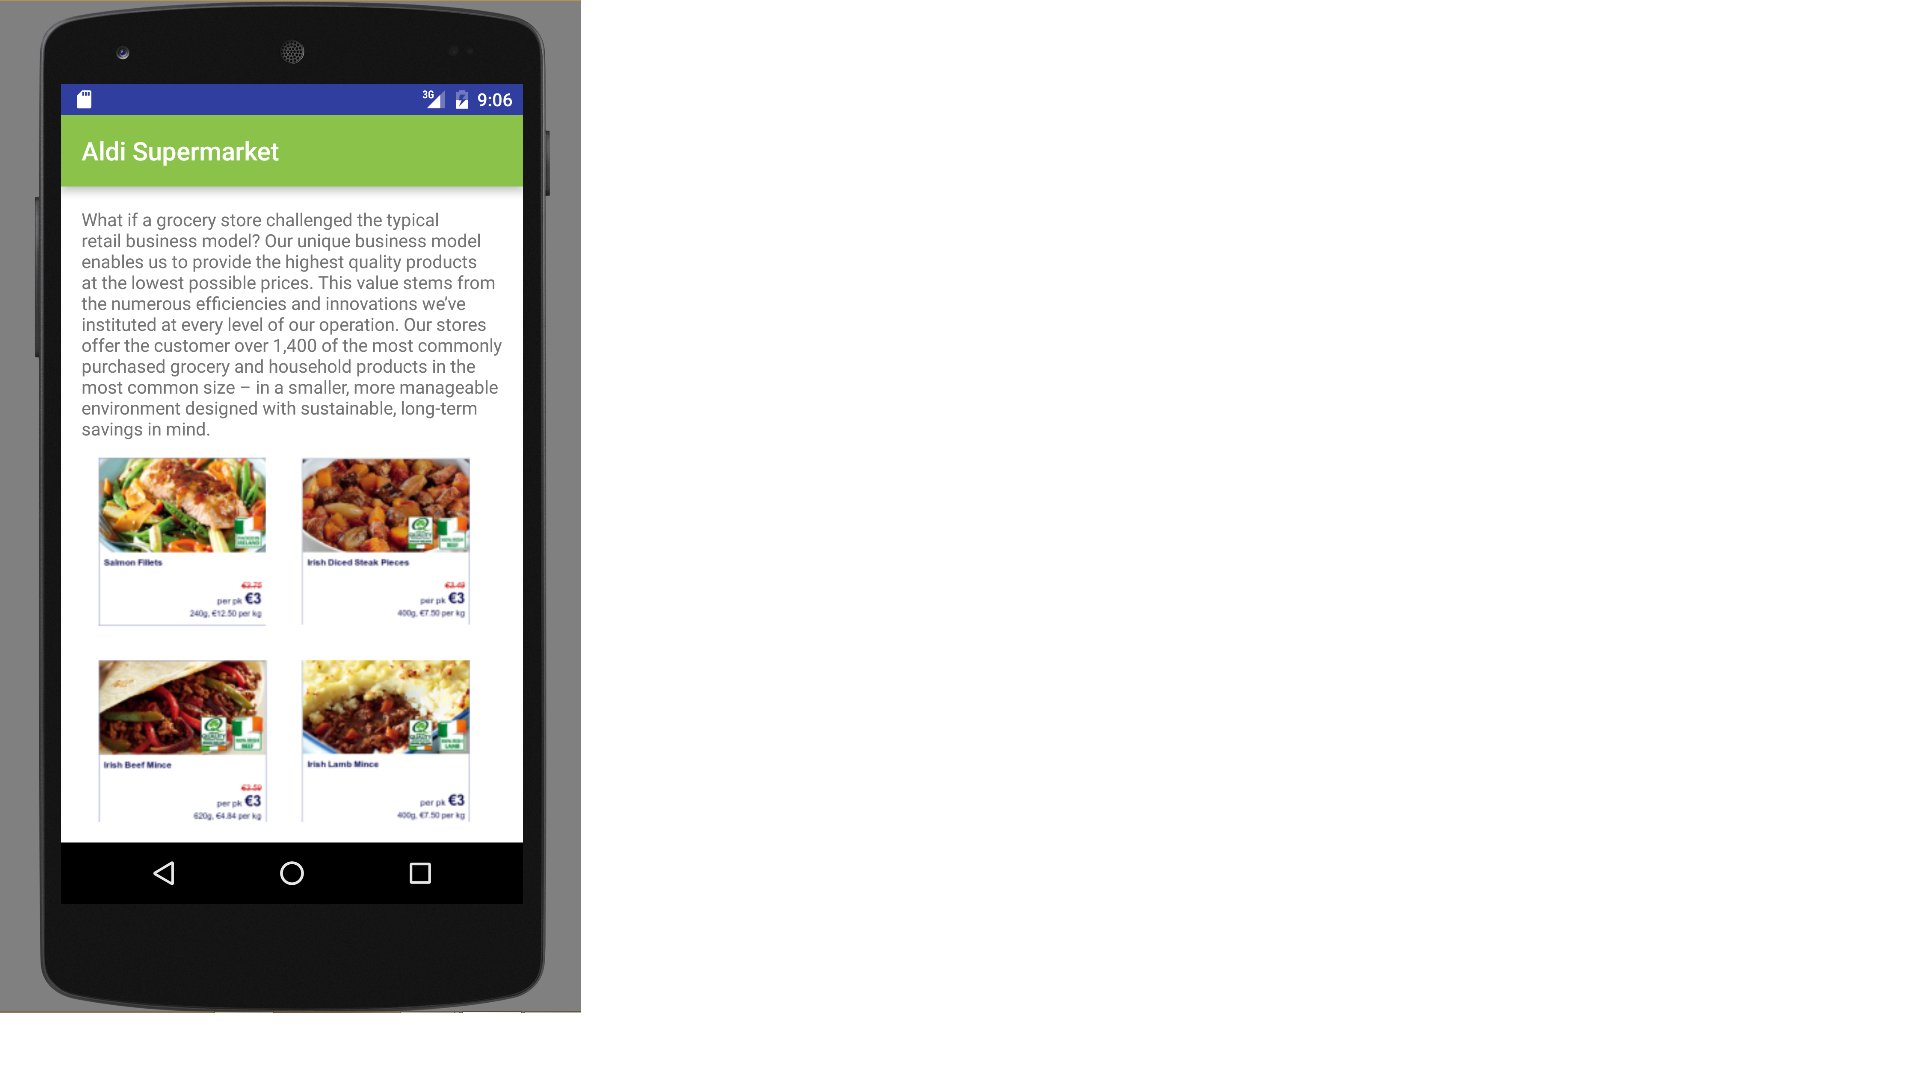 3G 9:06
Aldi Supermarket
What if a grocery store challenged the typical
retail business model? Our unique business model
enables us to provide the highest quality products
at the lowest possible prices. This value stems from
the numerous efficiencies and innovations we’ve
instituted at every level of our operation. Our stores
offer the customer over 1,400 of the most commonly
purchased grocery and household products in the
most common size – in a smaller, more manageable
environment designed with sustainable, long-term
savings in mind.
Salmon Fillets
€3.75
per pk €3
240g, €12.50 per kg
Irish Diced Steak Pieces
€3.49
per pk €3
400g, €7.50 per kg
Irish Beef Mince
€3.59
per pk €3
620g, €4.84 per kg
Irish Lamb Mince
per pk €3
400g, €7.50 per kg